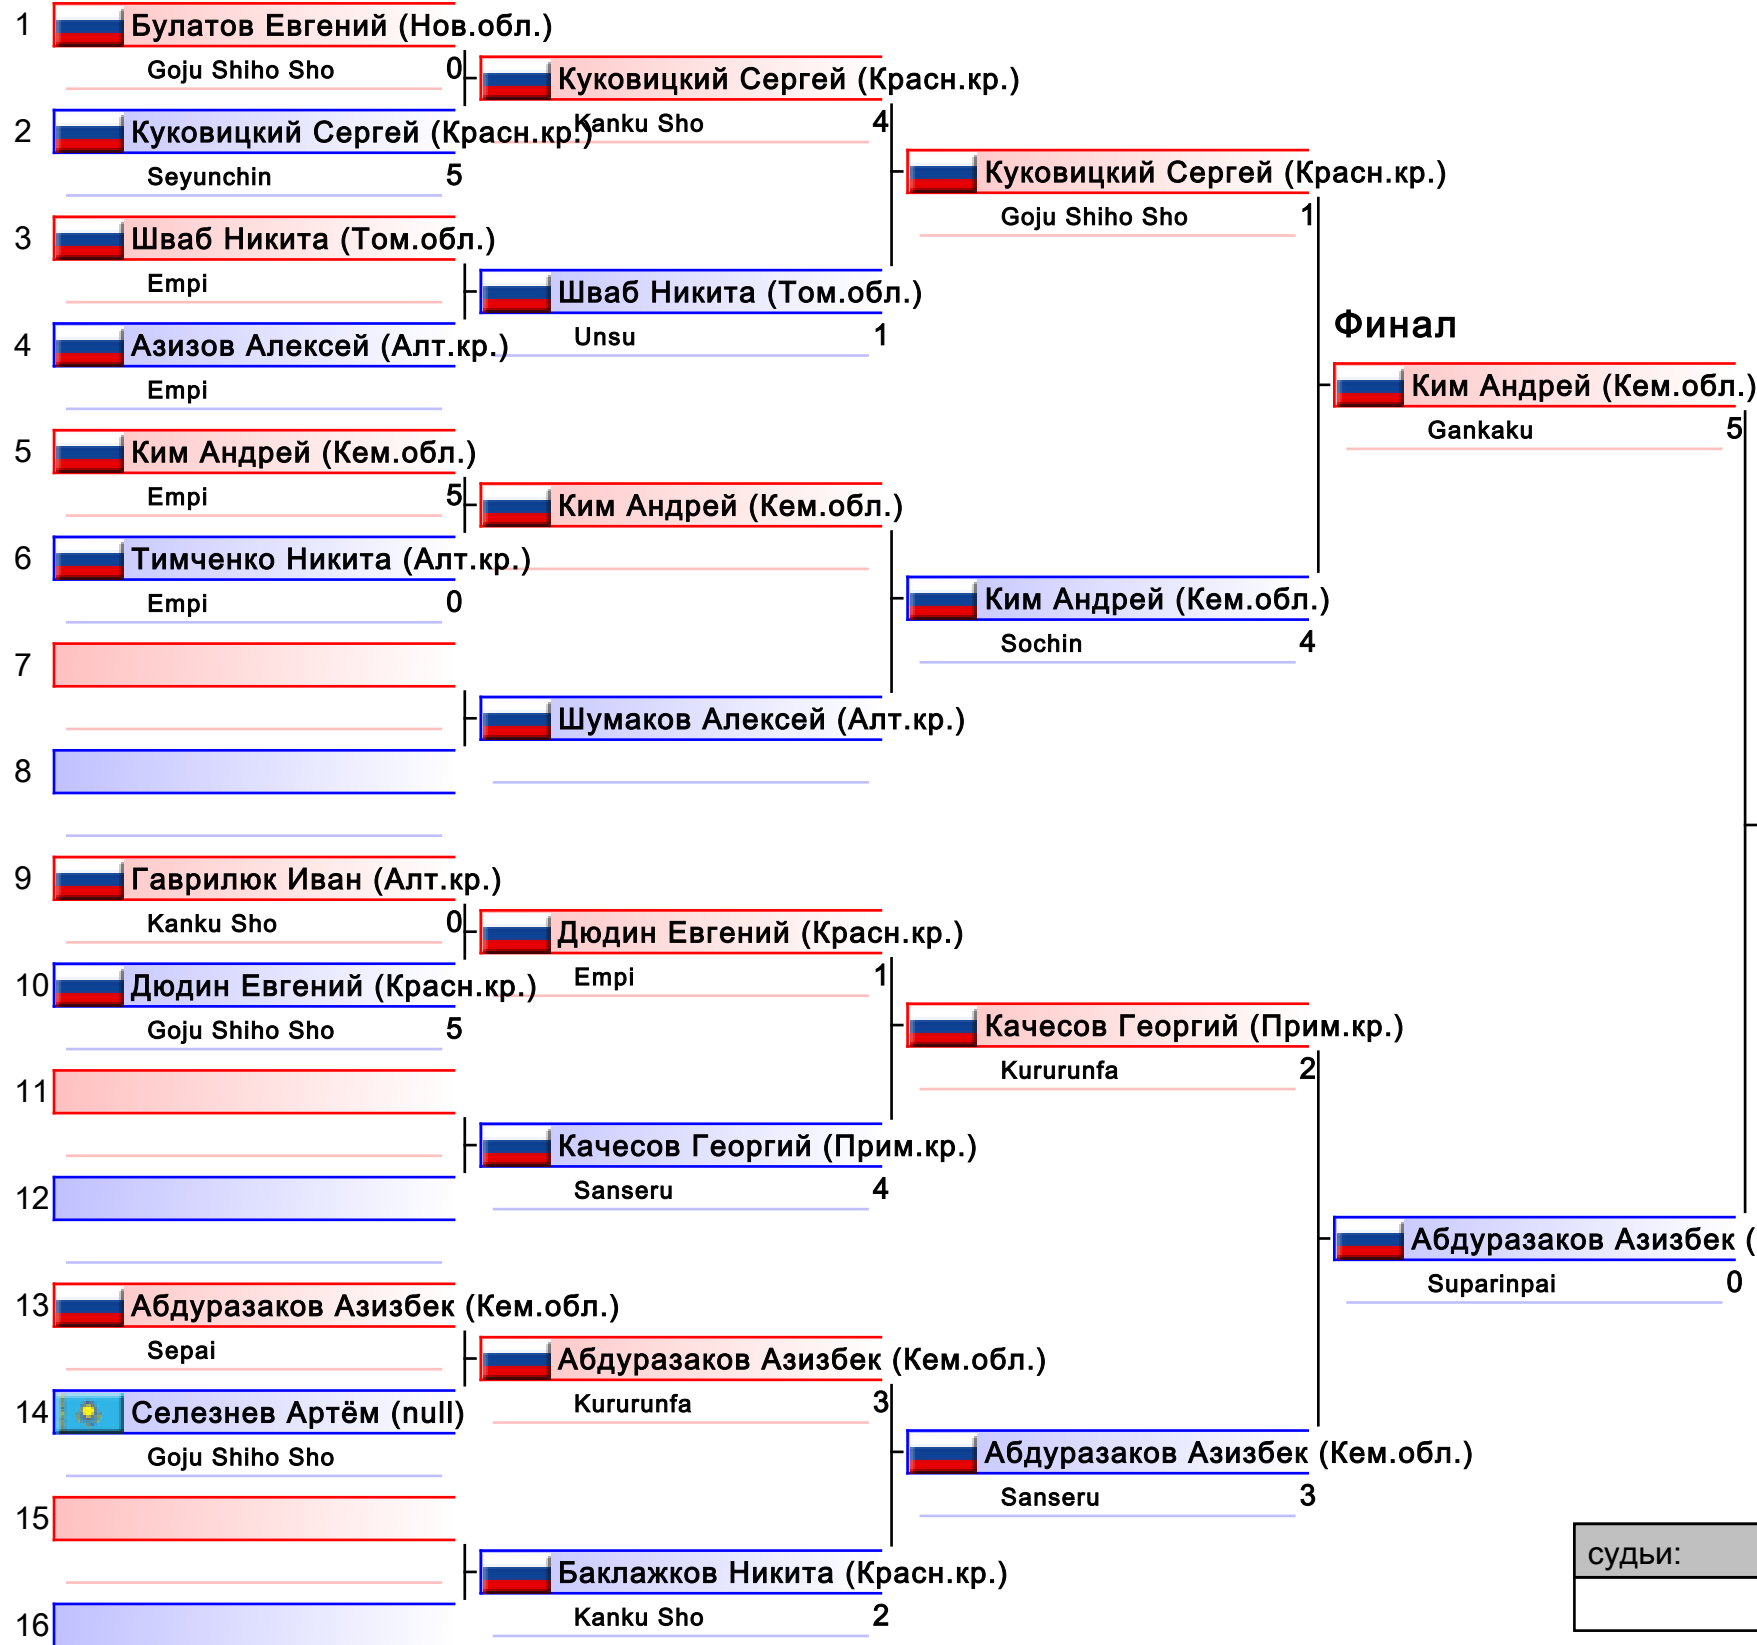 1 Булатов Евгений (Нов.обл.)
Goju Shiho Sho 0
2 Куковицкий Сергей (Красн.кр.)
Seyunchin 5
3 Шваб Никита (Том.обл.)
Empi
4 Азизов Алексей (Алт.кр.)
Empi
5 Ким Андрей (Кем.обл.)
Empi 5
6 Тимченко Никита (Алт.кр.)
Empi 0
7
8
9 Гаврилюк Иван (Алт.кр.)
Kanku Sho 0
10 Дюдин Евгений (Красн.кр.)
Goju Shiho Sho 5
11
12
13 Абдуразаков Азизбек (Кем.обл.)
Sepai
14 Селезнев Артём (null)
Goju Shiho Sho
15
16
Куковицкий Сергей (Красн.кр.)
Kanku Sho 4
Шваб Никита (Том.обл.)
Unsu 1
Ким Андрей (Кем.обл.)
Шумаков Алексей (Алт.кр.)
Дюдин Евгений (Красн.кр.)
Empi 1
Качесов Георгий (Прим.кр.)
Sanseru 4
Абдуразаков Азизбек (Кем.обл.)
Kururunfa 3
Баклажков Никита (Красн.кр.)
Kanku Sho 2
Куковицкий Сергей (Красн.кр.)
Goju Shiho Sho 1
Ким Андрей (Кем.обл.)
Sochin 4
Качесов Георгий (Прим.кр.)
Kururunfa 2
Абдуразаков Азизбек (Кем.обл.)
Sanseru 3
Финал
Ким Андрей (Кем.обл.)
Gankaku 5
Абдуразаков Азизбек (
Suparinpai 0
судьи: